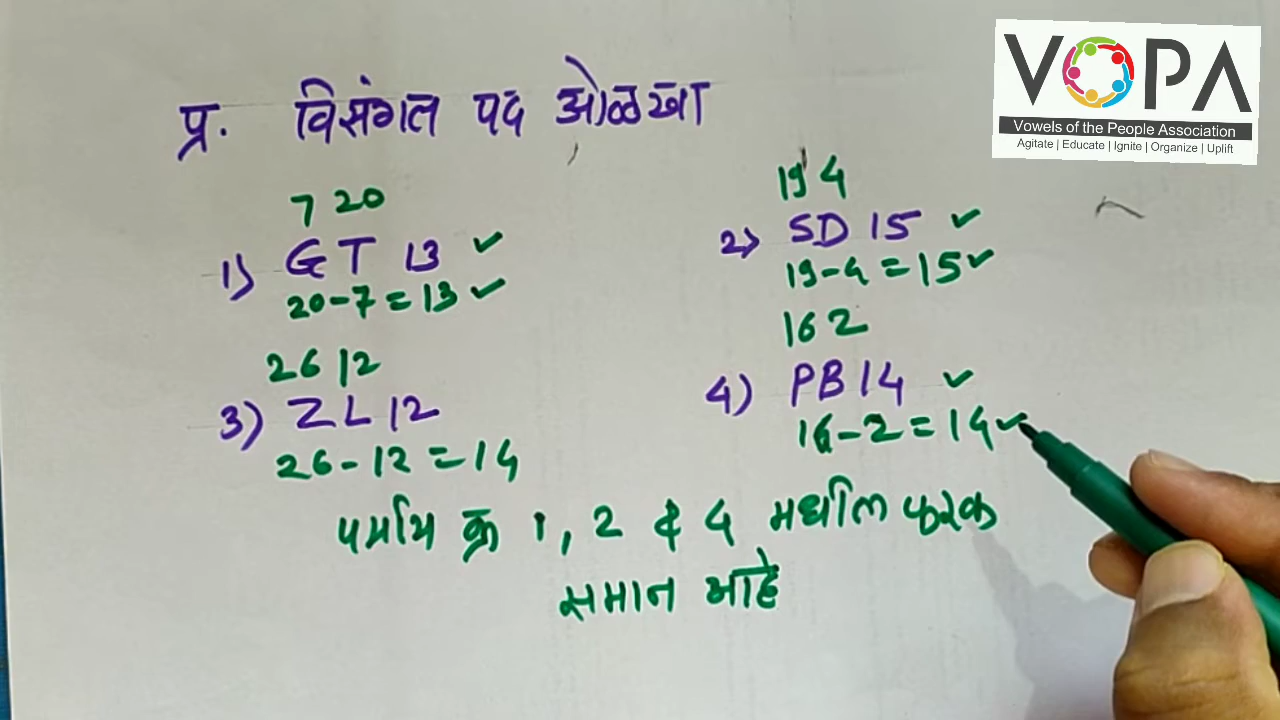 VOPA
Vowels of the People Association
Agitate | Educate | Ignite | Organize | Uplift
प्र. विसंगत पद ओळखा
7 20
1) GT 13 ✓
20-7=13 ✓
19 4
2) SD 15 ✓
19-4=15 ✓
26 12
3) ZL 12
26-12=14
16 2
4) PB 14 ✓
16-2=14 ✓
पर्याय क्र 1, 2 & 4 मधील फरक
समान आहे